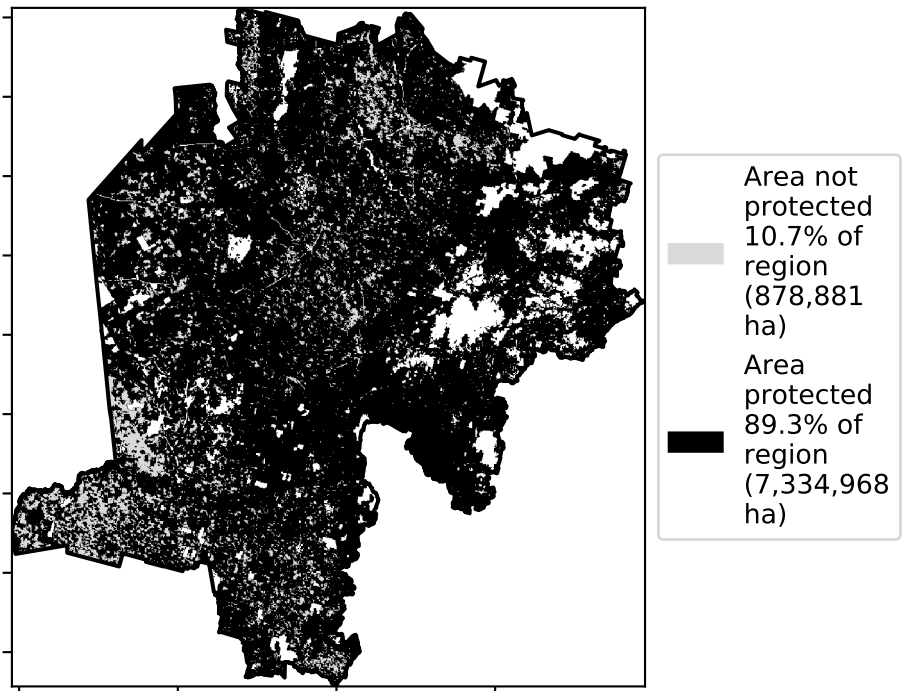 Area not
protected
10.7% of
region
(878,881
ha)
Area
protected
89.3% of
region
(7,334,968
ha)